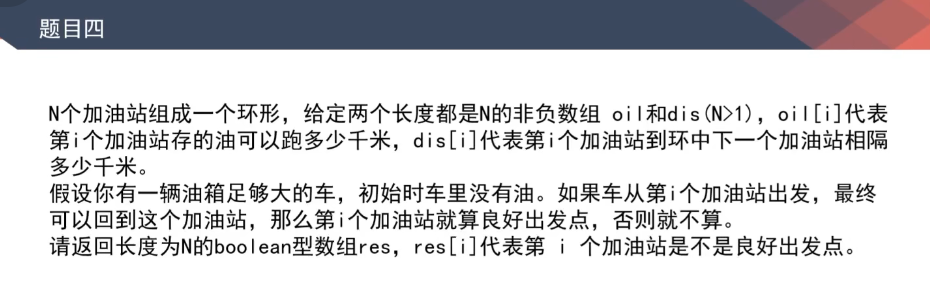 题目四
N个加油站组成一个环形，给定两个长度都是N的非负数组 oil和dis(N>1)，oil[i]代表
第i个加油站存的油可以跑多少千米，dis[i]代表第i个加油站到环中下一个加油站相隔
多少千米。
假设你有一辆油箱足够大的车，初始时车里没有油。如果车从第i个加油站出发，最终
可以回到这个加油站，那么第i个加油站就算良好出发点，否则就不算。
请返回长度为N的boolean型数组res，res[i]代表第 i 个加油站是不是良好出发点。